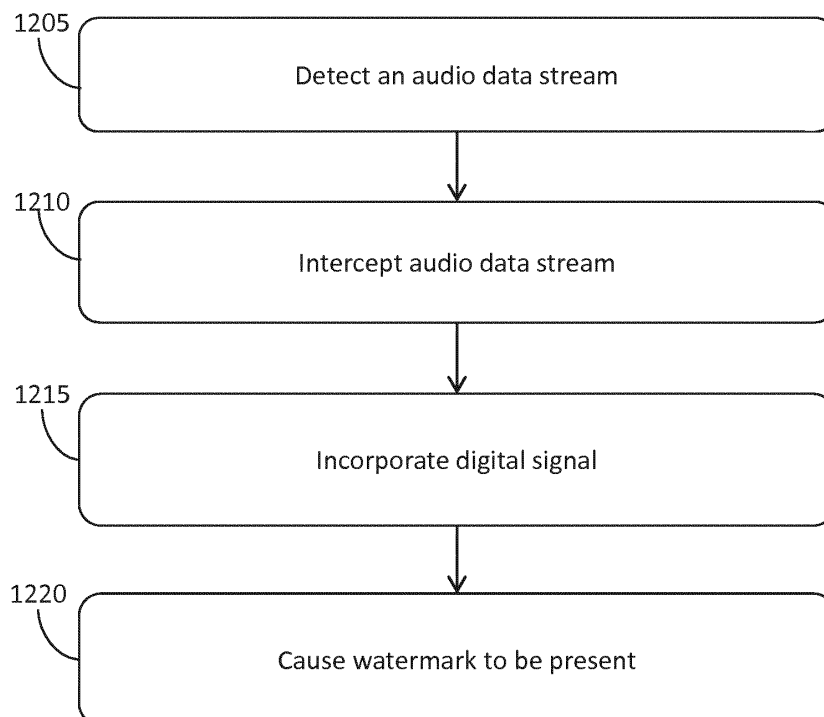 1205
Detect an audio data stream
1210
Intercept audio data stream
1215
Incorporate digital signal
1220
Cause watermark to be present